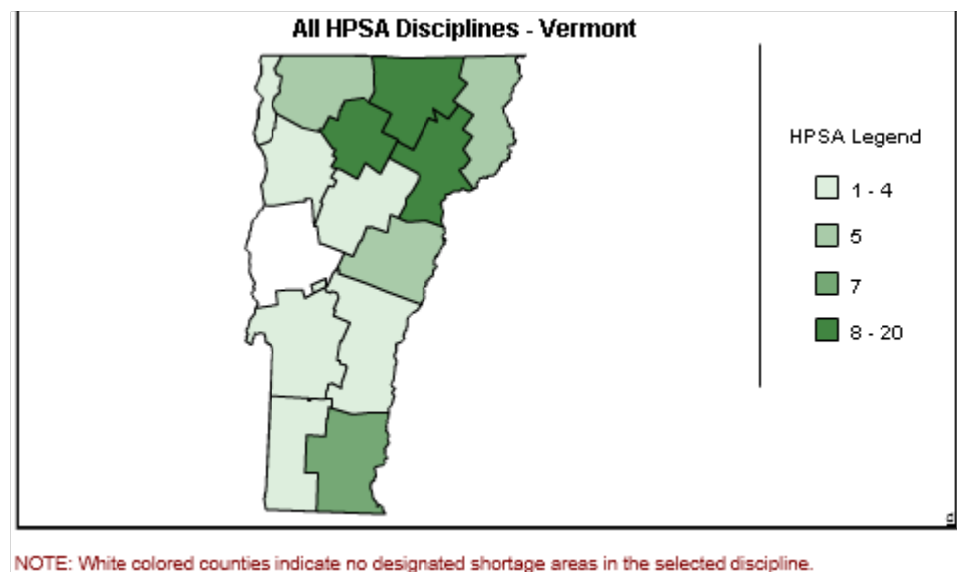 All HPSA Disciplines - Vermont
HPSA Legend
1 - 4
5
7
8 - 20
NOTE: White colored counties indicate no designated shortage areas in the selected discipline.